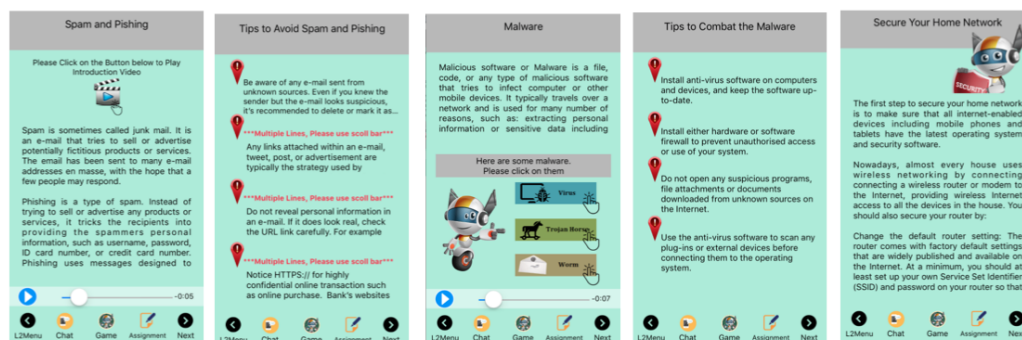 Spam and Pishing
Please Click on the Button below to Play
Introduction Video
Spam is sometimes called junk mail. It is
an e-mail that tries to sell or advertise
potentially fictitious products or services.
The email has been sent to many e-mail
addresses en masse, with the hope that a
few people may respond.
Phishing is a type of spam. Instead of
trying to sell or advertise any products or
services, it tricks the recipients into
providing the spammers personal
information, such as username, password,
ID card number, or credit card number.
Phishing uses messages designed to
-0:05
L2Menu Chat Game Assignment Next
Tips to Avoid Spam and Pishing
Be aware of any e-mail sent from
unknown sources. Even if you knew the
sender but the e-mail looks suspicious,
it's recommended to delete or mark it as...
***Multiple Lines, Please use scoll bar***
Any links attached within an e-mail,
tweet, post, or advertisement are
typically the strategy used by
***Multiple Lines, Please use scoll bar***
Do not reveal personal information in
an e-mail. If it does look real, check
the URL link carefully. For example
***Multiple Lines, Please use scoll bar***
Notice HTTPS:// for highly
confidential online transaction such
as online purchase. Bank's websites
L2Menu Chat Game Assignment Next
Malware
Malicious software or Malware is a file,
code, or any type of malicious software
that tries to infect computer or other
mobile devices. It typically travels over a
network and is used for many number of
reasons, such as: extracting personal
information or sensitive data including
Here are some malware.
Please click on them
Virus
Trojan Horse
Worm
-0:07
L2Menu Chat Game Assignment Next
Tips to Combat the Malware
Install anti-virus software on computers
and devices, and keep the software up-
to-date.
Install either hardware or software
firewall to prevent unauthorised access
or use of your system.
Do not open any suspicious programs,
file attachments or documents
downloaded from unknown sources on
the Internet.
Use the anti-virus software to scan any
plug-ins or external devices before
connecting them to the operating
system.
L2Menu Chat Game Assignment Next
Secure Your Home Network
SECURITY
The first step to secure your home network
is to make sure that all internet-enabled
devices including mobile phones and
tablets have the latest operating system
and security software.
Nowadays, almost every house uses
wireless networking by connecting
connecting a wireless router or modem to
the Internet, providing wireless Internet
access to all the devices in the house. You
should also secure your router by:
Change the default router setting: The
router comes with factory default settings
that are widely published and available on
the Internet. At a minimum, you should at
least set up your own Service Set Identifier
(SSID) and password on your router so that
L2Menu Chat Game Assignment Next